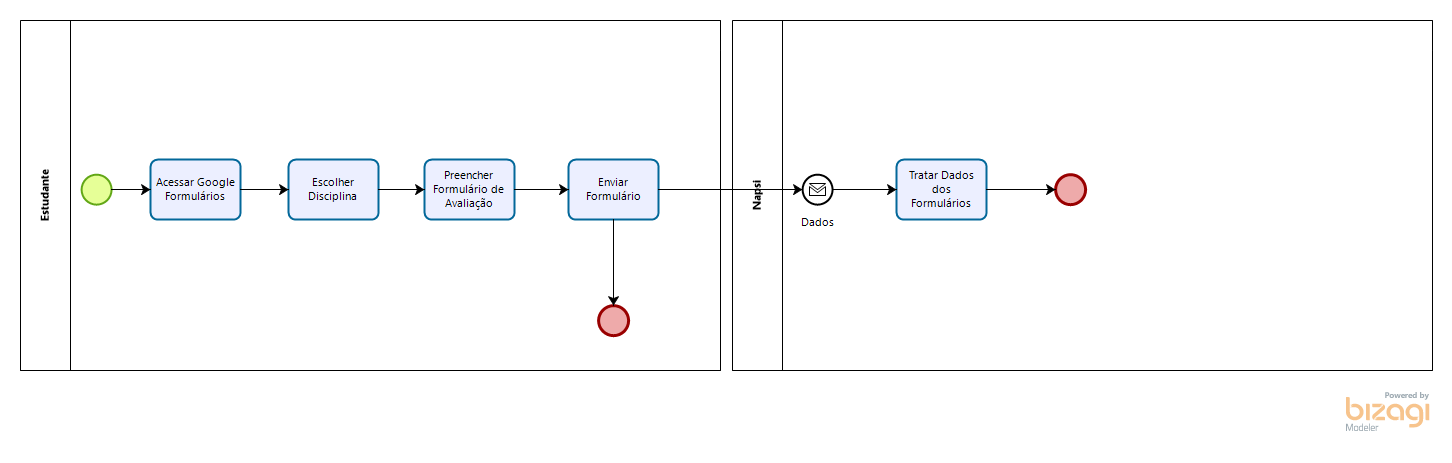 Estudante
Acessar Google
Formulários
Escolher
Disciplina
Preencher
Formulário de
Avaliação
Enviar
Formulário
Napsi
Dados
Tratar Dados
dos
Formulários
Powered by
bizagi
Modeler